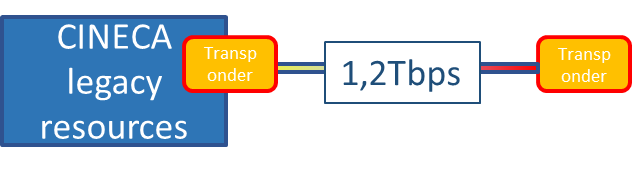 CINECA
legacy
resources
Transp
onder
1,2Tbps
Transp
onder